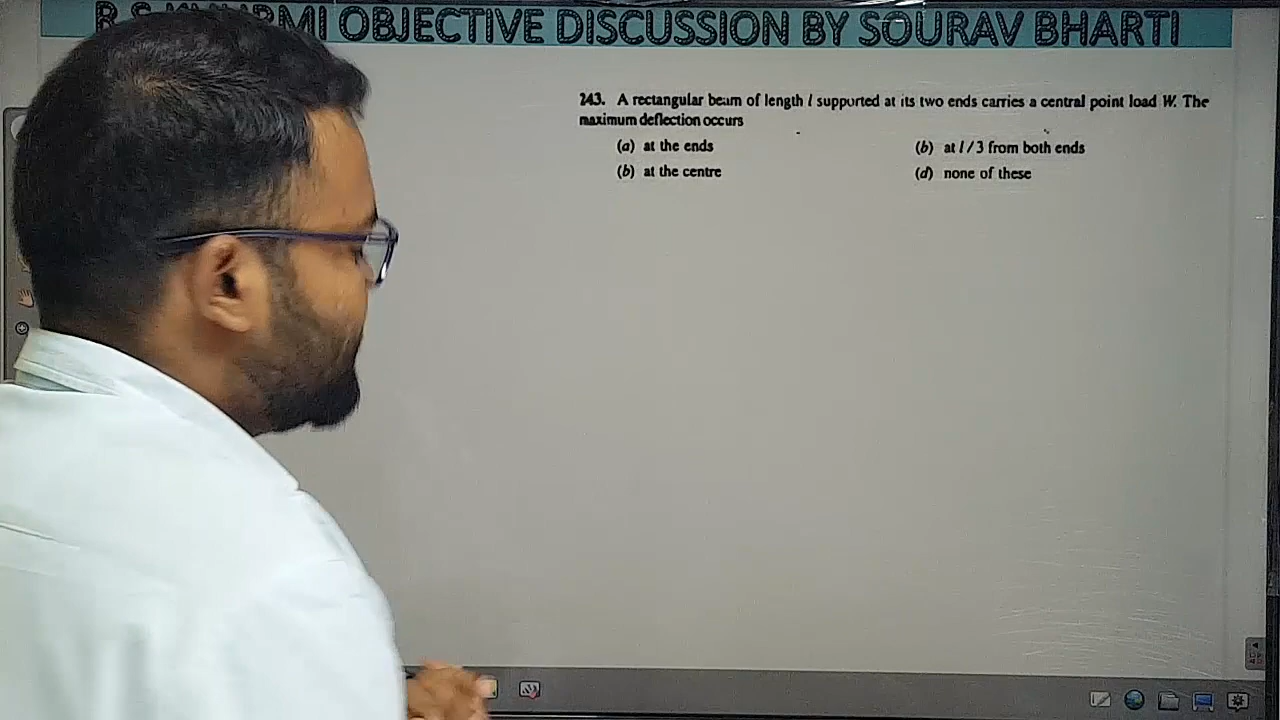 R.S KHURMI OBJECTIVE DISCUSSION BY SOURAV BHARTI
243. A rectangular beam of length l supported at its two ends carries a central point load W. The
maximum deflection occurs
(a) at the ends
(b) at l / 3 from both ends
(b) at the centre
(d) none of these